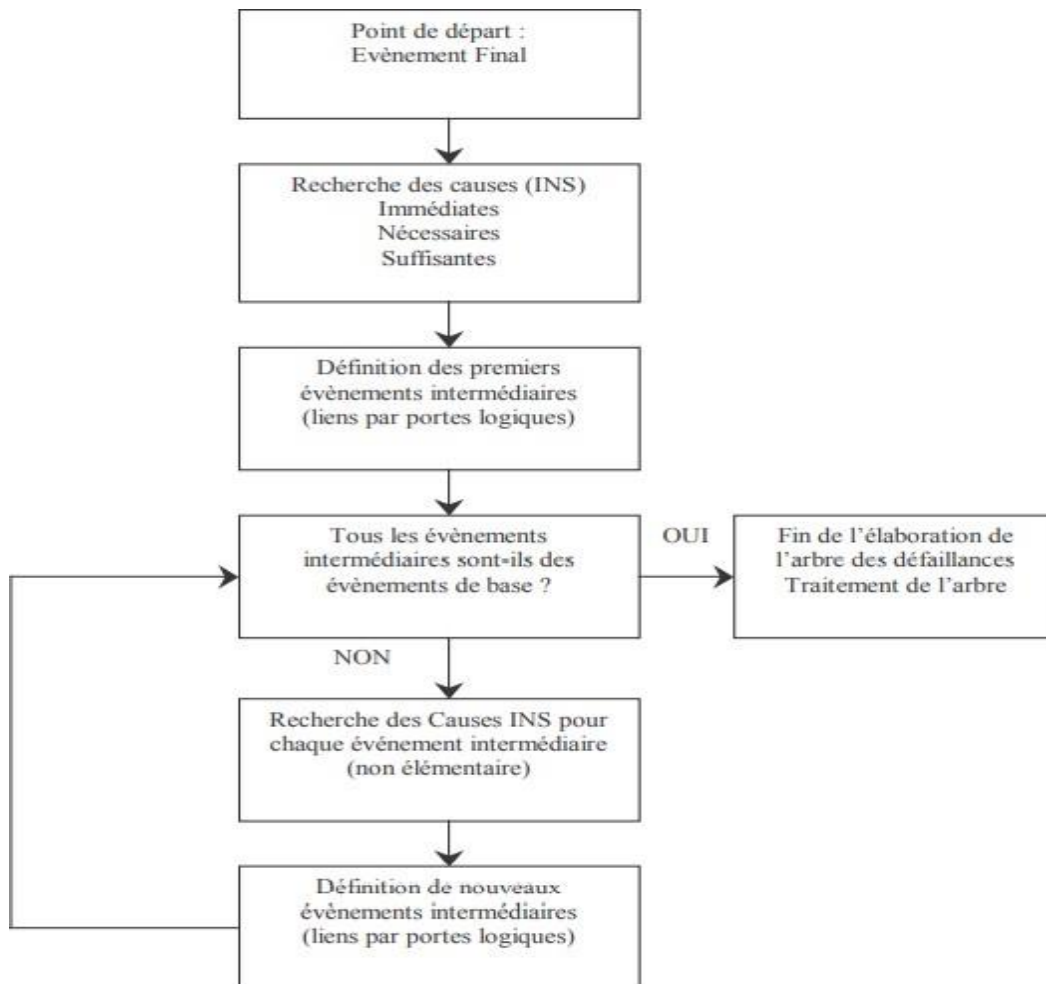 Point de départ :
Evènement Final
Recherche des causes (INS)
Immédiates
Nécessaires
Suffisantes
Définition des premiers
évènements intermédiaires
(liens par portes logiques)
Tous les évènements
intermédiaires sont-ils des
évènements de base ?
OUI
Fin de l'élaboration de
l'arbre des défaillances
Traitement de l'arbre
NON
Recherche des Causes INS pour
chaque événement intermédiaire
(non élémentaire)
Définition de nouveaux
évènements intermédiaires
(liens par portes logiques)